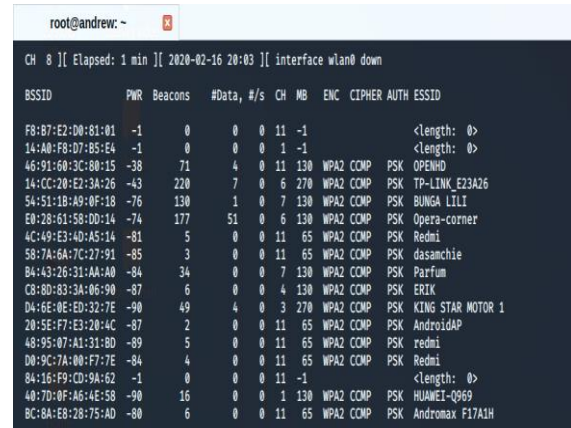 root@andrew: ~
CH 8 ][ Elapsed: 1 min ][ 2020-02-16 20:03 ][ interface wlan0 down
BSSID PWR Beacons #Data, #/s CH MB ENC CIPHER AUTH ESSID
F8:B7:E2:D0:81:01 -1 0 0 0 11 -1 <length: 0>
14:A0:F8:D7:B5:E4 -1 0 0 0 1 -1 <length: 0>
46:91:60:3C:80:15 -38 71 4 0 11 130 WPA2 CCMP PSK OPENHD
14:CC:20:E2:3A:26 -43 220 7 0 6 270 WPA2 CCMP PSK TP-LINK_E23A26
54:51:1B:A9:0F:18 -76 130 1 0 7 130 WPA2 CCMP PSK BUNGA LILI
E0:28:61:58:DD:14 -74 177 51 0 6 130 WPA2 CCMP PSK Opera-corner
4C:49:E3:4D:A5:14 -81 5 0 0 11 65 WPA2 CCMP PSK Redmi
58:7A:6A:7C:27:91 -85 3 0 0 11 65 WPA2 CCMP PSK dasamchie
B4:43:26:31:AA:A0 -84 34 0 0 7 130 WPA2 CCMP PSK Parfum
C8:8D:83:3A:06:90 -87 6 0 0 4 130 WPA2 CCMP PSK ERIK
D4:6E:0E:ED:32:7E -90 49 4 0 3 270 WPA2 CCMP PSK KING STAR MOTOR 1
20:5E:F7:E3:20:4C -87 2 0 0 11 65 WPA2 CCMP PSK AndroidAP
48:95:07:A1:31:BD -89 5 0 0 11 65 WPA2 CCMP PSK redmi
D0:9C:7A:00:F7:7E -84 4 0 0 11 65 WPA2 CCMP PSK Redmi
84:16:F9:CD:9A:62 -1 0 0 0 11 -1 <length: 0>
40:7D:0F:A6:4E:58 -90 16 0 0 1 130 WPA2 CCMP PSK HUAWEI-Q969
BC:8A:E8:28:75:AD -80 6 0 0 11 65 WPA2 CCMP PSK Andromax F17A1H